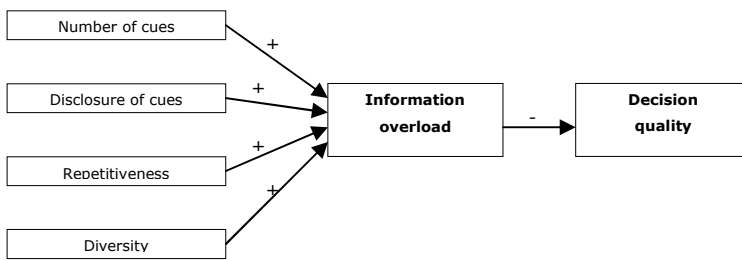 Number of cues
+
Disclosure of cues
+
Repetitiveness
+
Diversity
+
Information
overload
-
Decision
quality